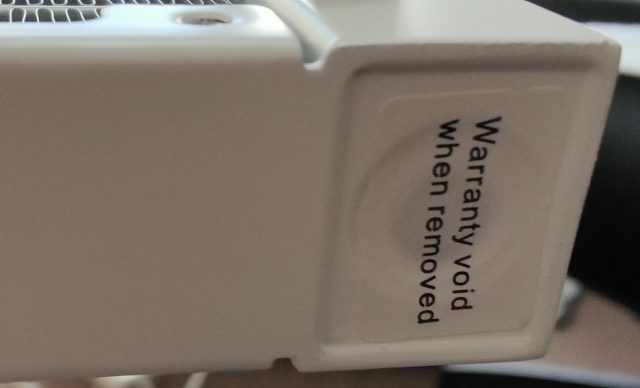 Warranty void
when removed